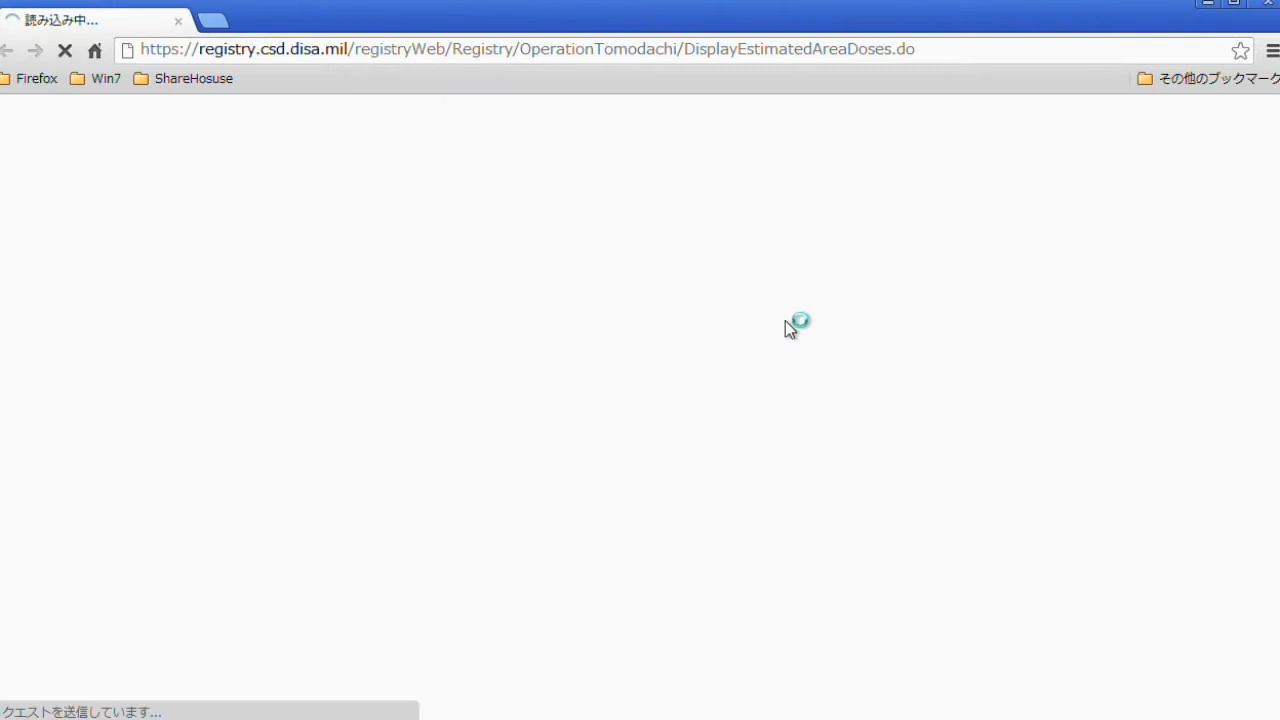 読み込み中...
https://registry.csd.disa.mil/registryWeb/Registry/OperationTomodachi/DisplayEstimatedAreaDoses.do
Firefox Win7 ShareHosuse その他のブックマーク
クエストを送信しています...